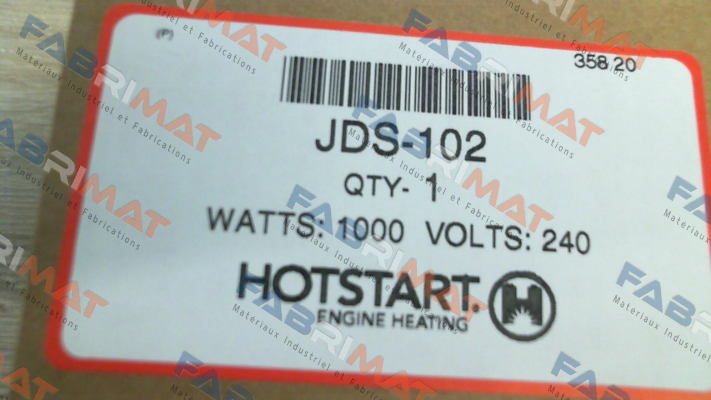 (P)
358 20
JDS-102
QTY- 1
WATTS: 1000 VOLTS: 240
HOTSTART.
ENGINE HEATING
H
FABRIMAT
Matériaux Industriel et Fabrications